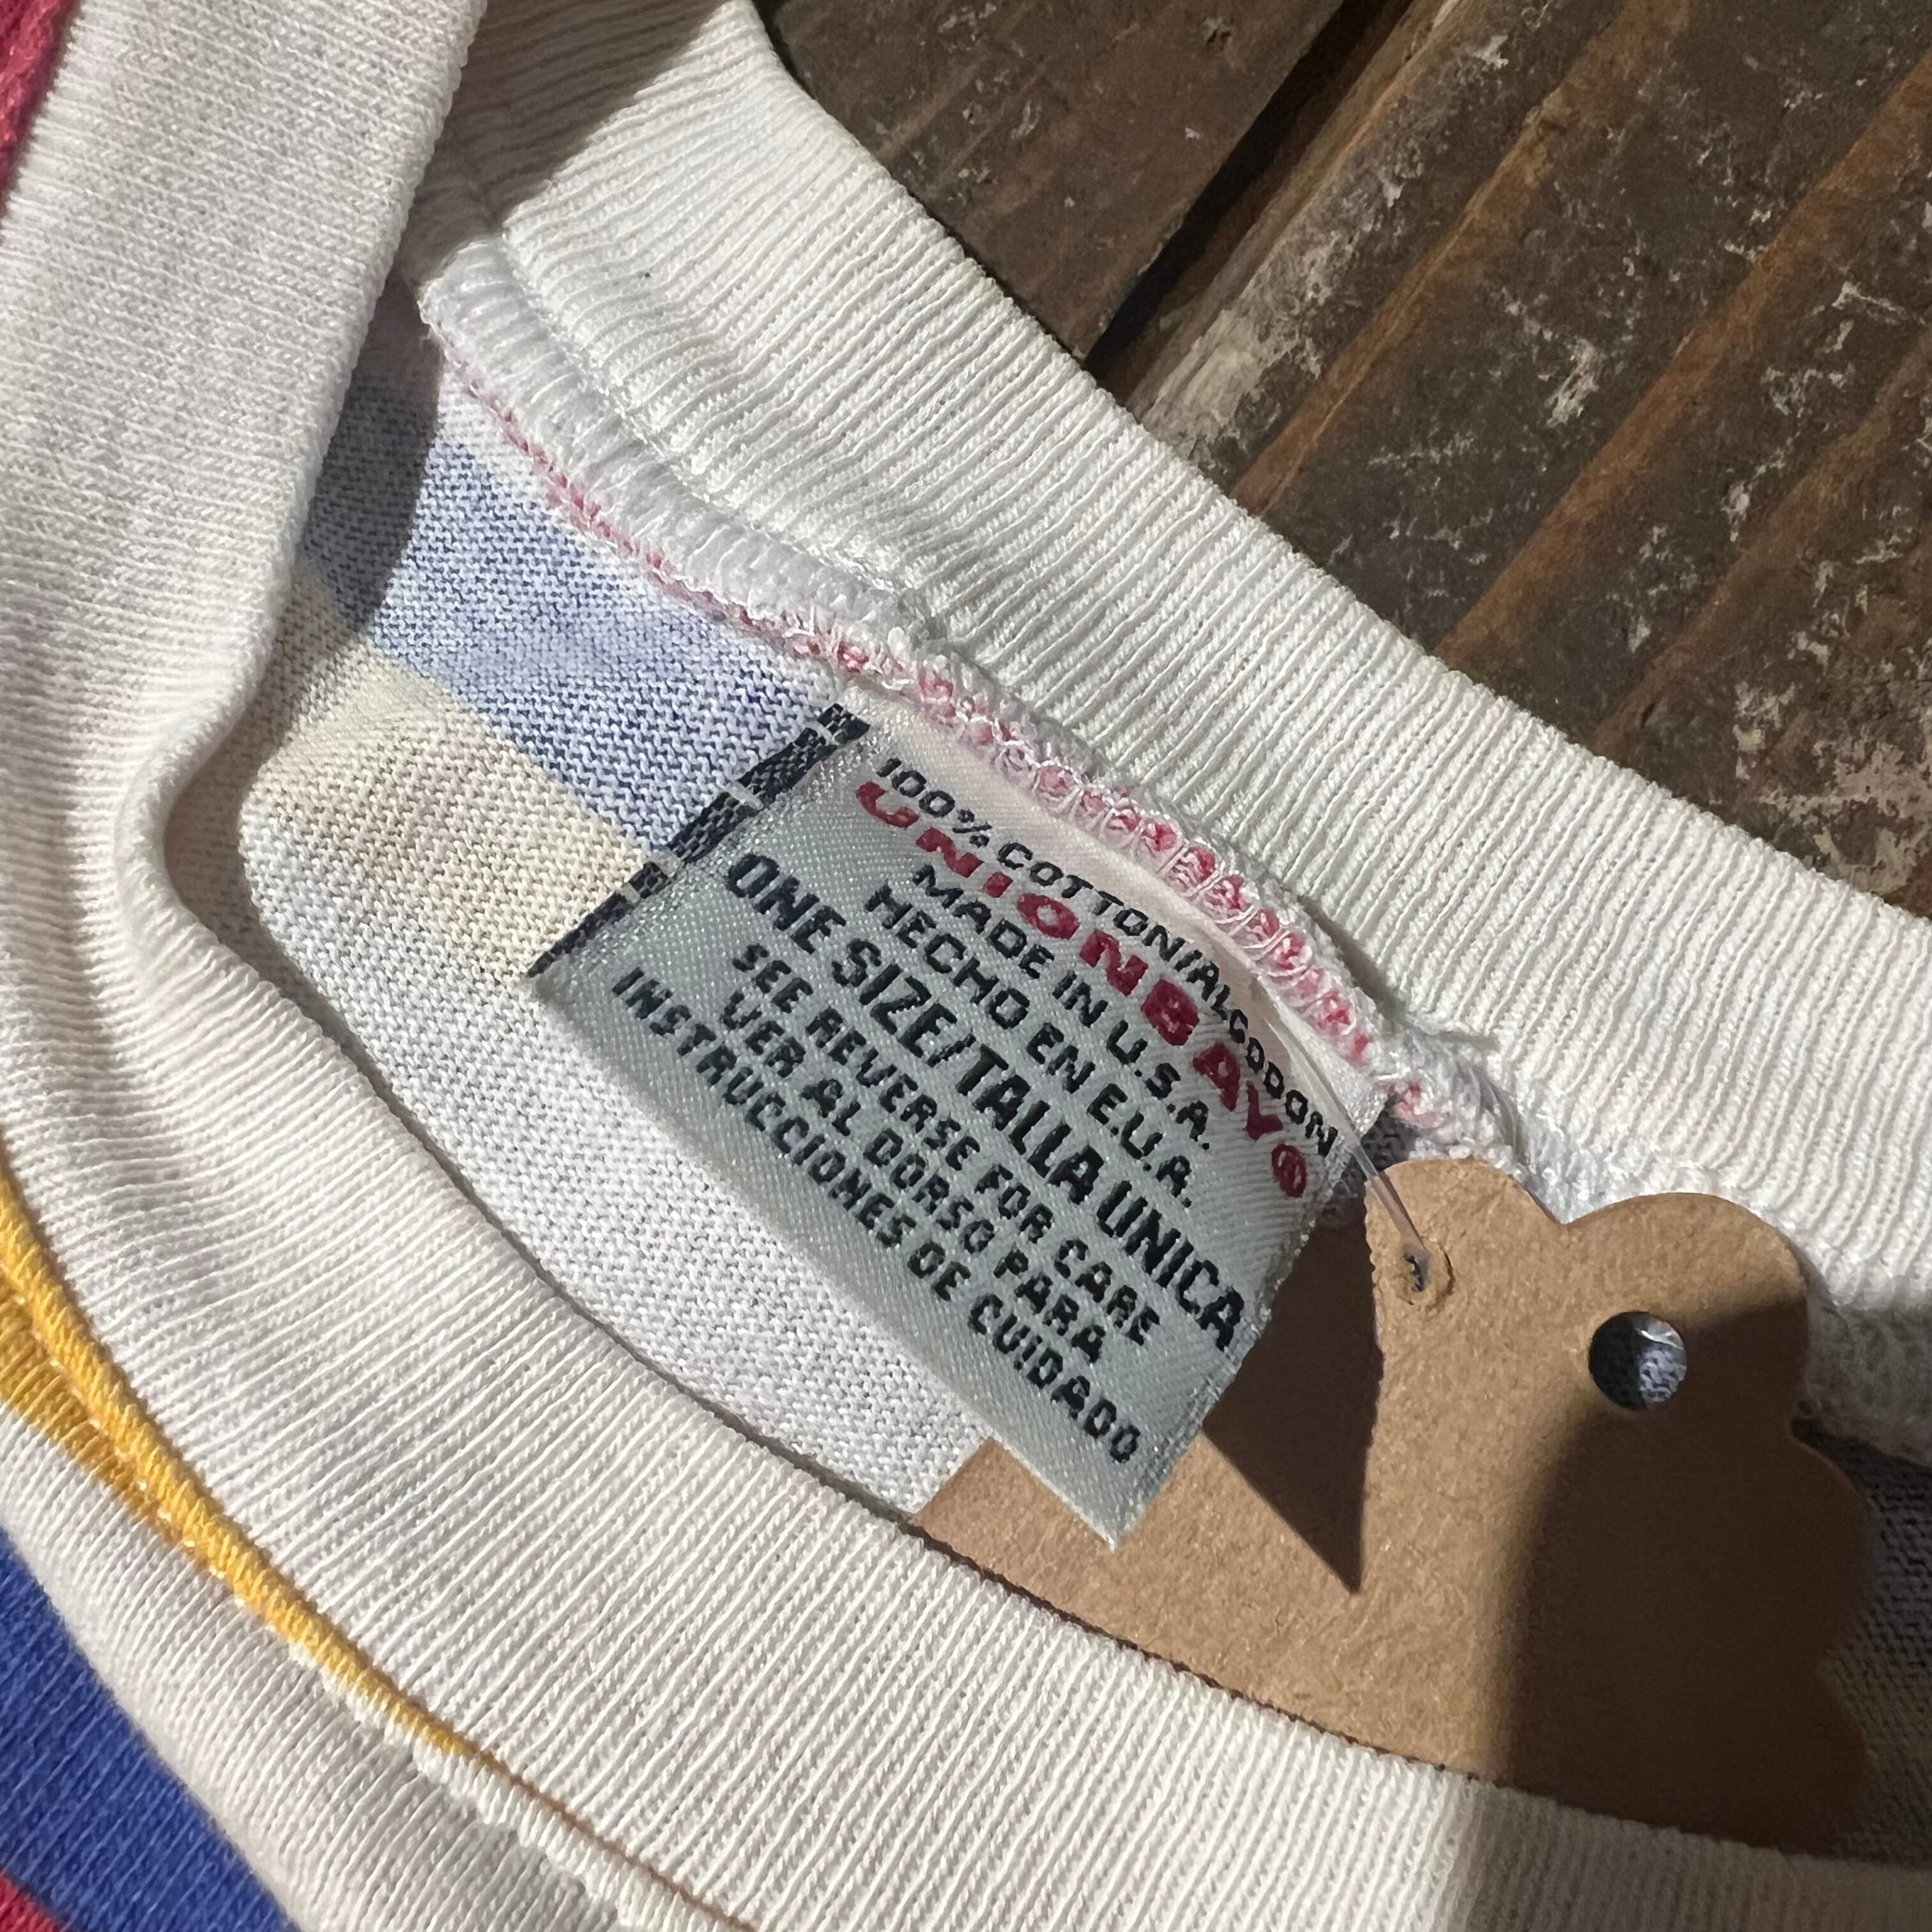 100% COTTON/ALGODON
UNIONBAY®
MADE IN U.S.A.
HECHO EN E.U.A.
ONE SIZE/TALLA UNICA
SEE REVERSE FOR CARE
VER AL DORSO PARA
INSTRUCCIONES DE CUIDADO